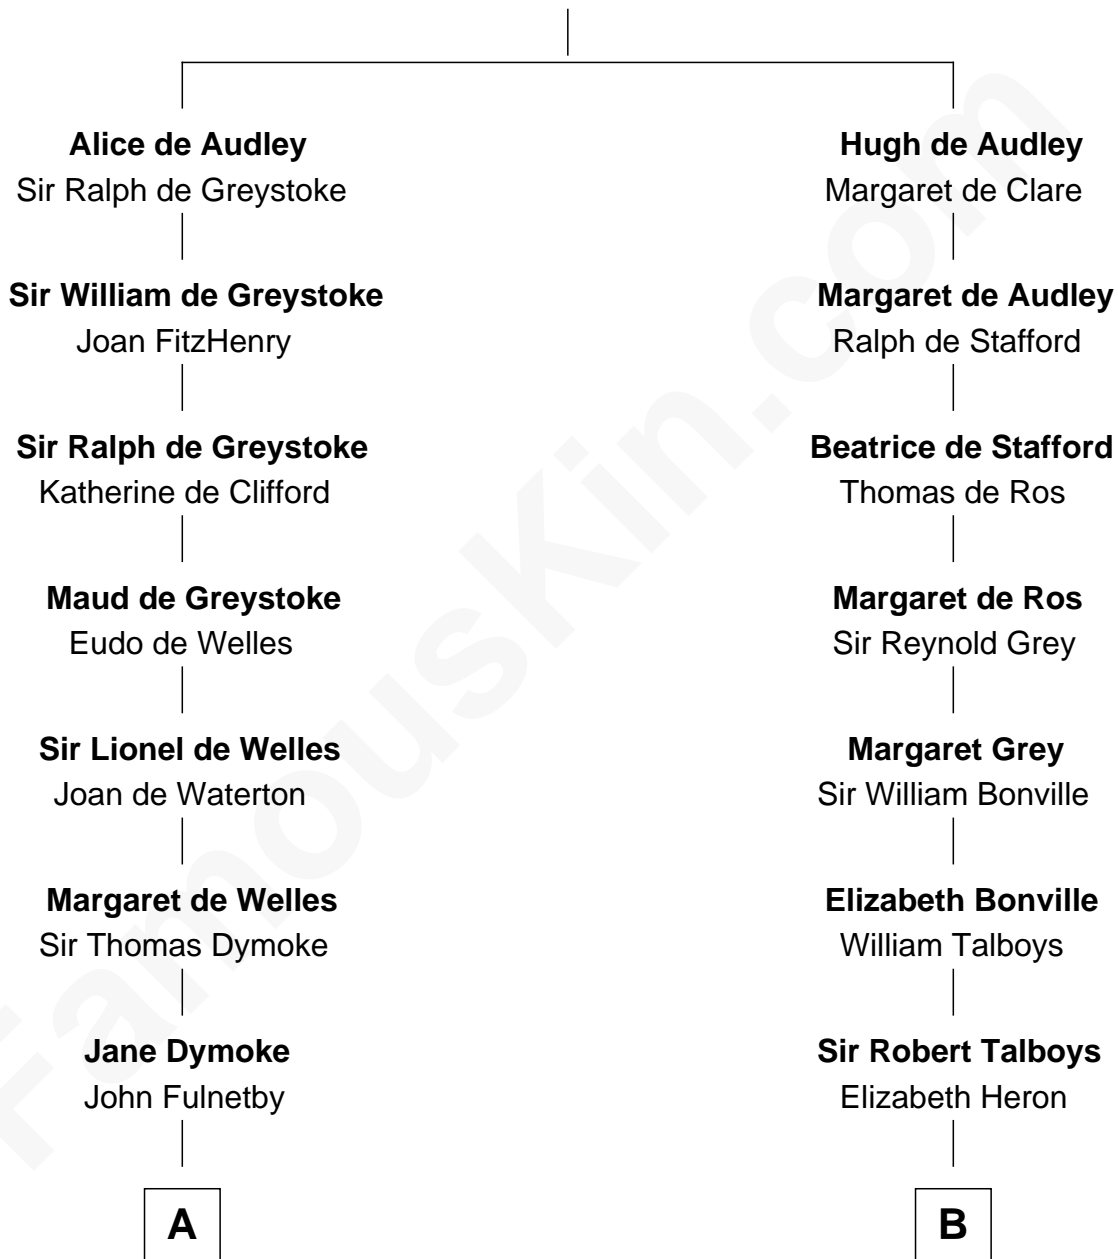 Alice de Audley
Sir Ralph de Greystoke
Sir William de Greystoke
Joan FitzHenry
Sir Ralph de Greystoke
Katherine de Clifford
Maud de Greystoke
Eudo de Welles
Sir Lionel de Welles
Joan de Waterton
Margaret de Welles
Sir Thomas Dymoke
Jane Dymoke
John Fulnetby
A
Hugh de Audley
Margaret de Clare
Margaret de Audley
Ralph de Stafford
Beatrice de Stafford
Thomas de Ros
Margaret de Ros
Sir Reynold Grey
Margaret Grey
Sir William Bonville
Elizabeth Bonville
William Talboys
Sir Robert Talboys
Elizabeth Heron
B
FamousKin.com